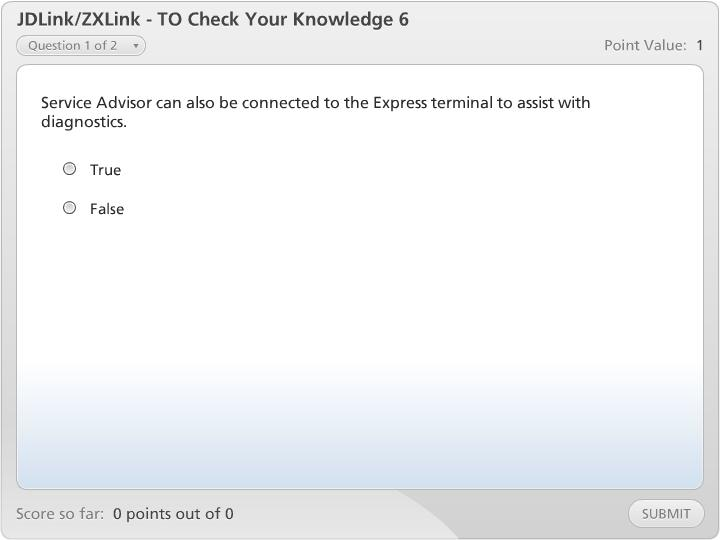 JDLink/ZXLink - TO Check Your Knowledge 6
Question 1 of 2
Point Value: 1
Service Advisor can also be connected to the Express terminal to assist with
diagnostics.
True
False
Score so far: 0 points out of 0
SUBMIT